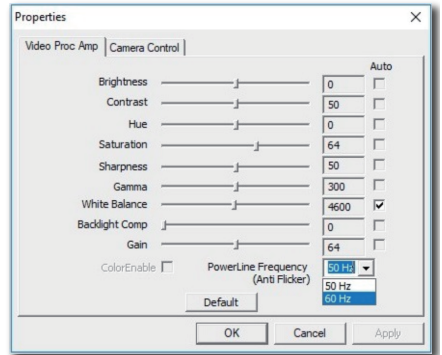 Properties
Video Proc Amp Camera Control
Auto
Brightness 0
Contrast 50
Hue 0
Saturation 64
Sharpness 50
Gamma 300
White Balance 4600
Backlight Comp 0
Gain 64
ColorEnable PowerLine Frequency 50 Hz
(Anti Flicker)
50 Hz
60 Hz
Default
OK Cancel Apply